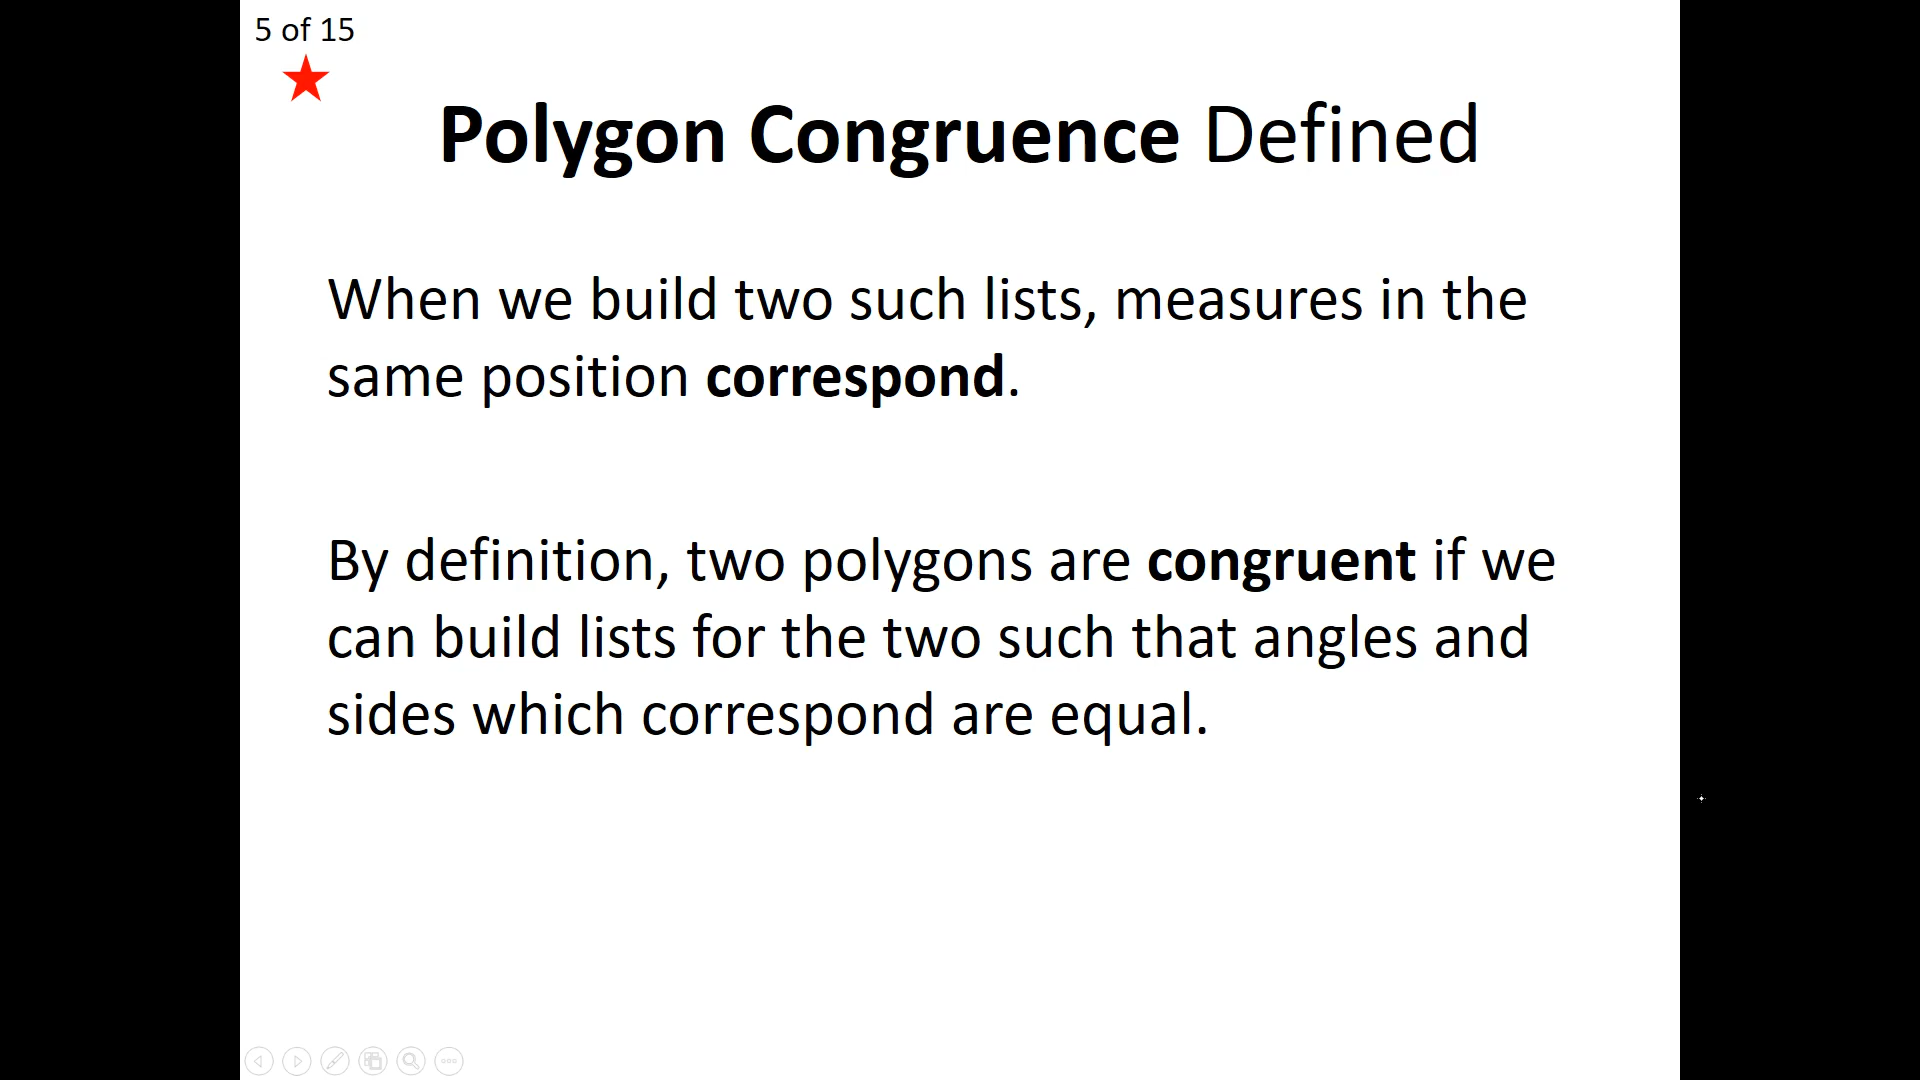 5 of 15
Polygon Congruence Defined
When we build two such lists, measures in the
same position correspond.
By definition, two polygons are congruent if we
can build lists for the two such that angles and
sides which correspond are equal.